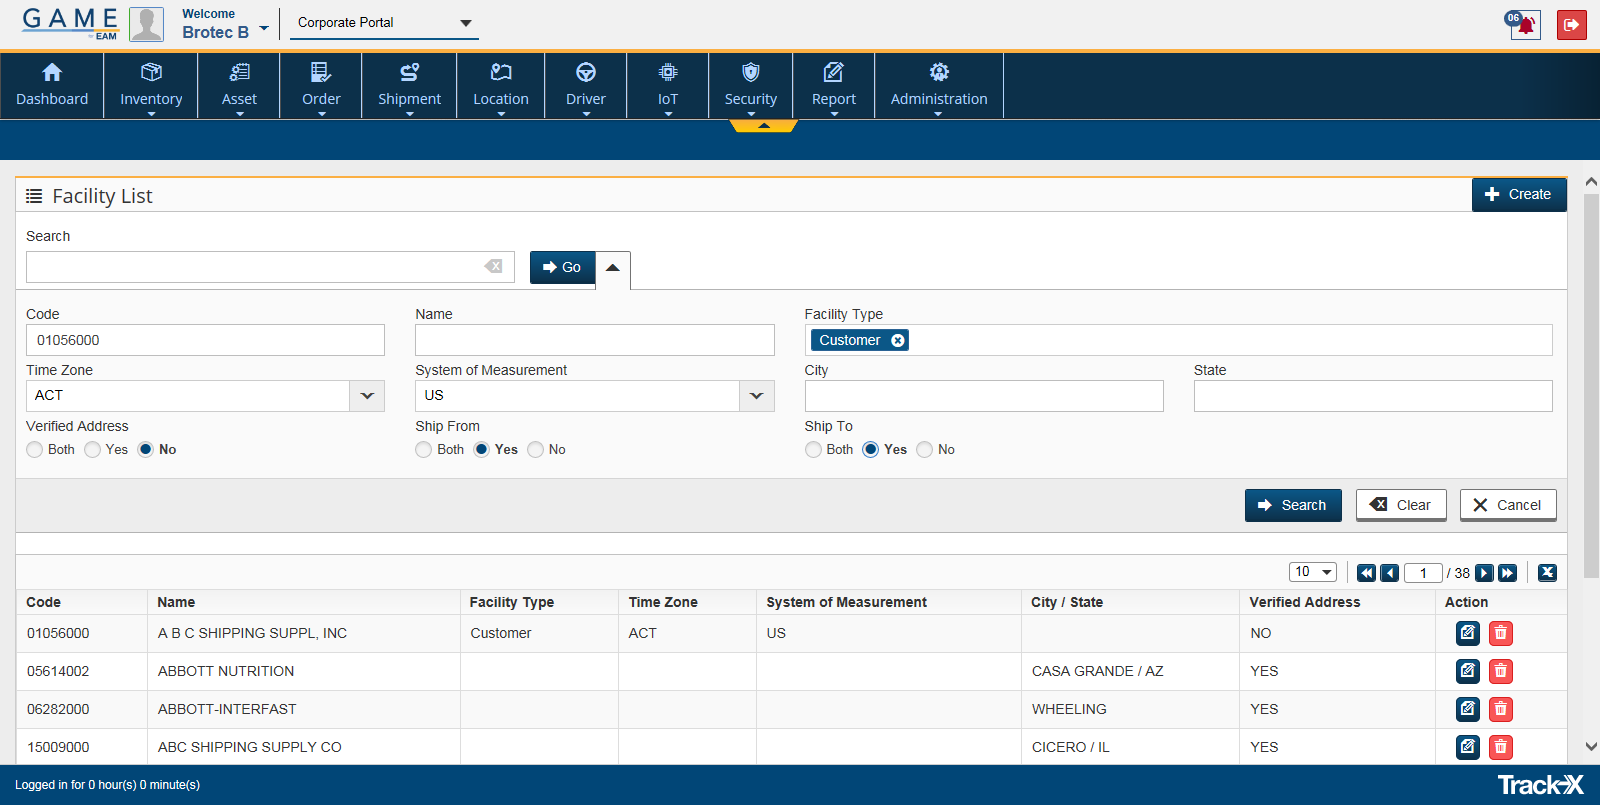 GAME
EAM
Welcome
Brotec B
Corporate Portal
06
Dashboard Inventory Asset Order Shipment Location Driver IoT Security Report Administration
Facility List
Create
Search
Go
Code Name Facility Type
01056000 Customer
Time Zone System of Measurement City State
ACT US
Verified Address Ship From Ship To
Both Yes No Both Yes No Both Yes No
Search Clear Cancel
10 1 / 38
Code Name Facility Type Time Zone System of Measurement City / State Verified Address Action
01056000 A B C SHIPPING SUPPL, INC Customer ACT US NO
05614002 ABBOTT NUTRITION CASA GRANDE / AZ YES
06282000 ABBOTT-INTERFAST WHEELING YES
15009000 ABC SHIPPING SUPPLY CO CICERO / IL YES
Logged in for 0 hour(s) 0 minute(s)
Track-X